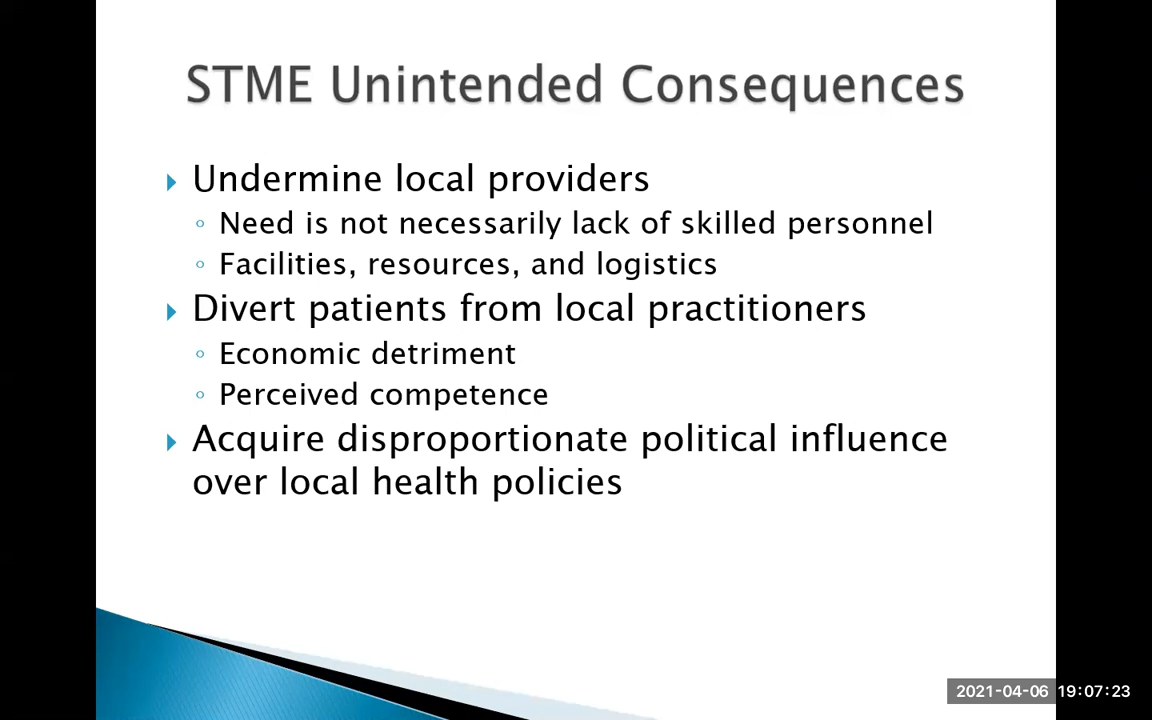 STME Unintended Consequences
Undermine local providers
Need is not necessarily lack of skilled personnel
Facilities, resources, and logistics
Divert patients from local practitioners
Economic detriment
Perceived competence
Acquire disproportionate political influence
over local health policies
2021-04-06 19:07:23